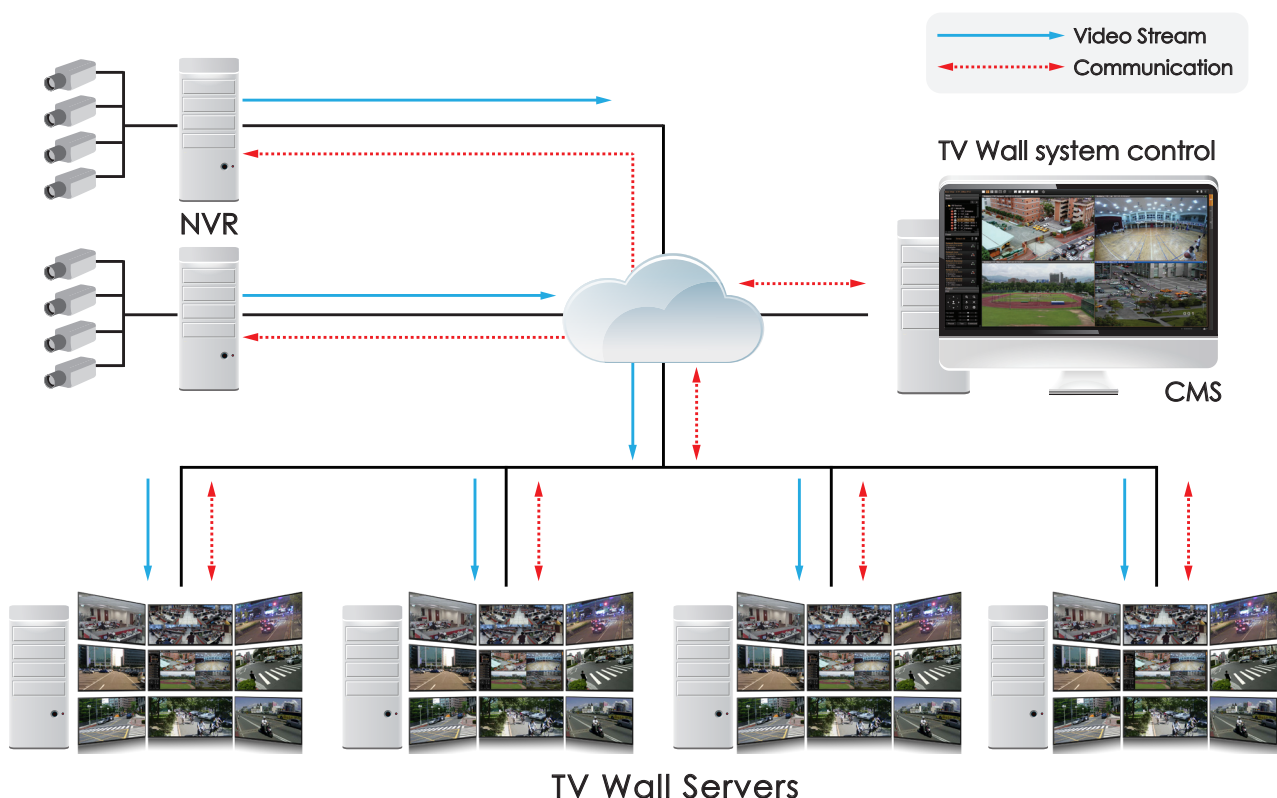 Video Stream
Communication
TV Wall system control
NVR
CMS
TV Wall Servers